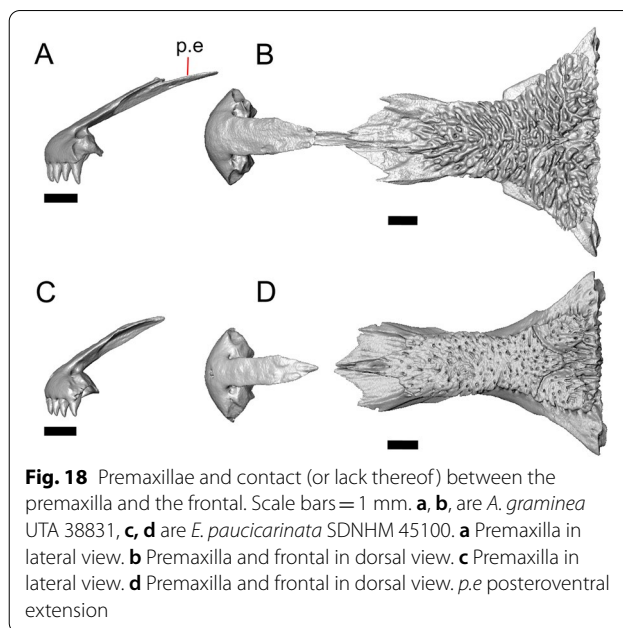 p.e
A
B
C
D
Fig. 18 Premaxillae and contact (or lack thereof) between the
premaxilla and the frontal. Scale bars = 1 mm. a, b, are A. graminea
UTA 38831, c, d are E. paucicarinata SDNHM 45100. a Premaxilla in
lateral view. b Premaxilla and frontal in dorsal view. c Premaxilla in
lateral view. d Premaxilla and frontal in dorsal view. p.e posteroventral
extension